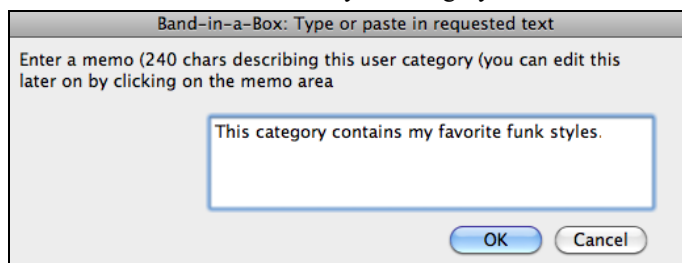 Band-in-a-Box: Type or paste in requested text
Enter a memo (240 chars describing this user category (you can edit this
later on by clicking on the memo area
This category contains my favorite funk styles.
OK Cancel